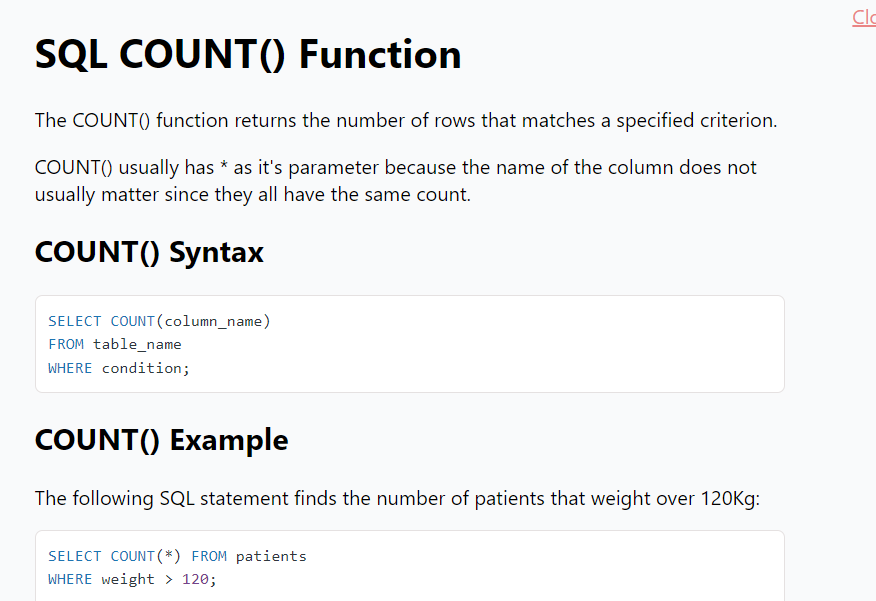 Clo
SQL COUNT() Function
The COUNT() function returns the number of rows that matches a specified criterion.
COUNT() usually has * as it's parameter because the name of the column does not
usually matter since they all have the same count.
COUNT() Syntax
SELECT COUNT(column_name)
FROM table_name
WHERE condition;
COUNT() Example
The following SQL statement finds the number of patients that weight over 120Kg:
SELECT COUNT(*) FROM patients
WHERE weight > 120;